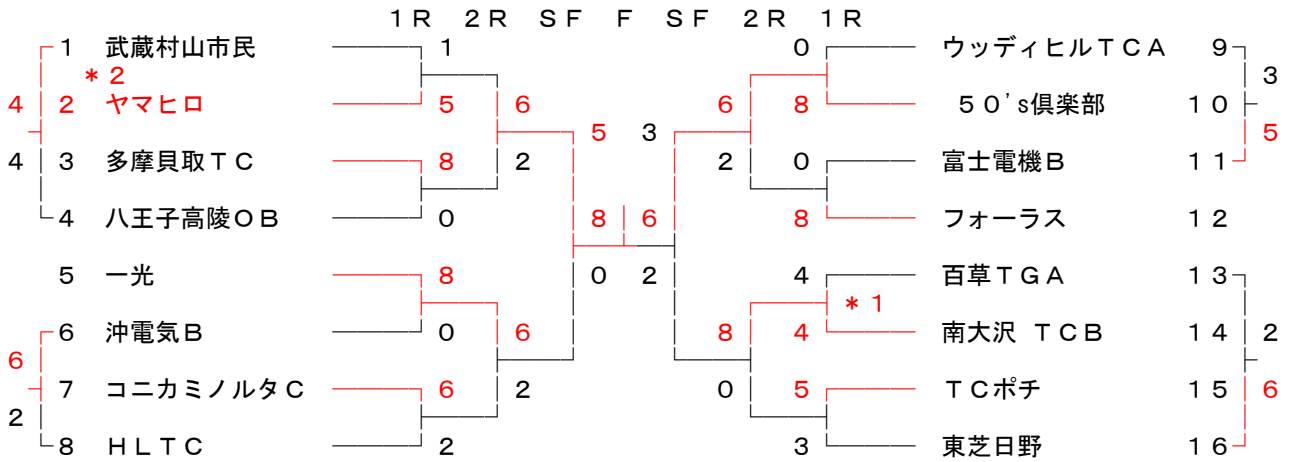 １Ｒ ２Ｒ ＳＦ Ｆ ＳＦ ２Ｒ １Ｒ
１ 武蔵村山市民 １ ０ ウッディヒルＴＣＡ ９
＊２ ３
４ ２ ヤマヒロ ５ ６ ６ ８ ５０'s倶楽部 １０
５ ３ ５
４ ３ 多摩貝取ＴＣ ８ ２ ２ ０ 富士電機Ｂ １１
４ 八王子高陵ＯＢ ０ ８ ６ ８ フォーラス １２
５ 一光 ８ ０ ２ ４ 百草ＴＧＡ １３
＊１
６ 沖電気Ｂ ０ ６ ８ ４ 南大沢 ＴＣＢ １４ ２
６
７ コニカミノルタＣ ６ ２ ０ ５ ＴＣポチ １５ ６
２
８ ＨＬＴＣ ２ ３ 東芝日野 １６